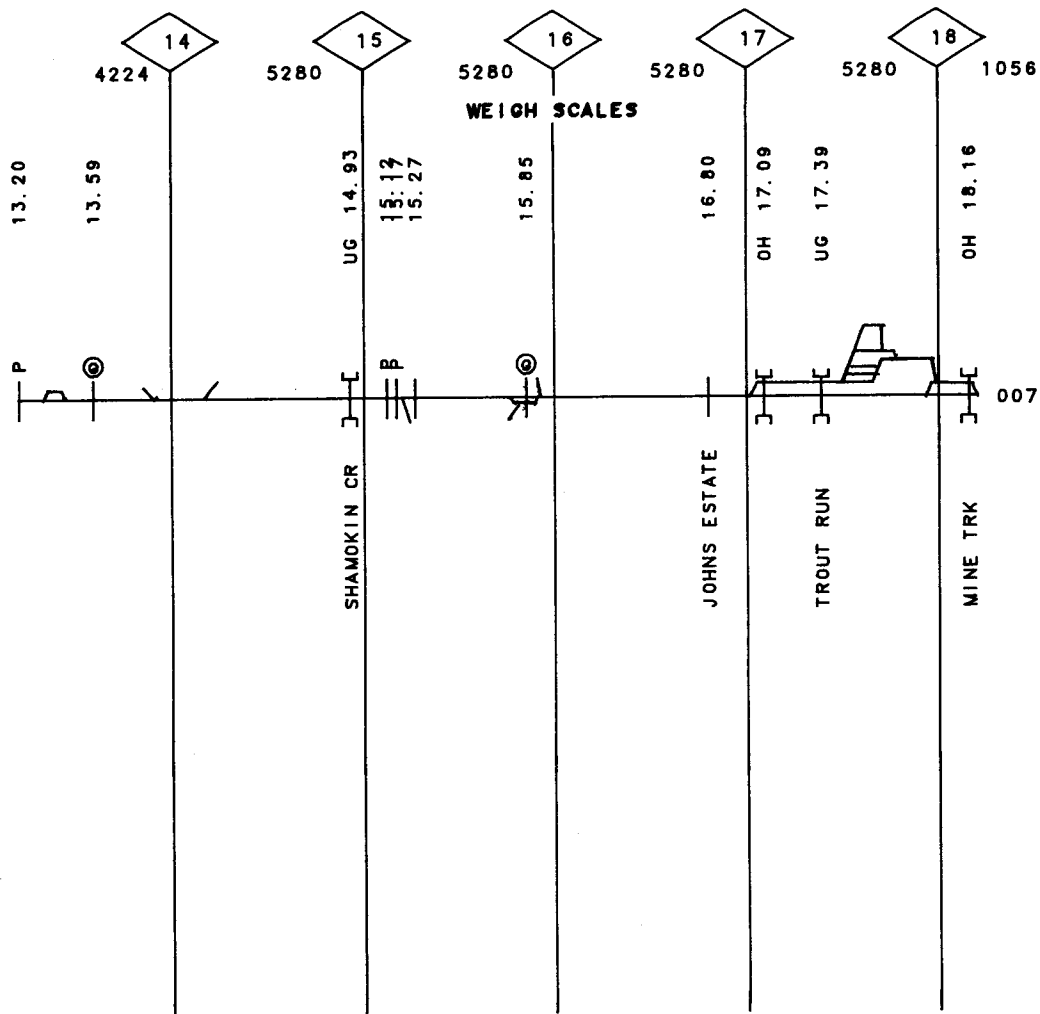 14
15
16
17
18
4224
5280
5280
5280
5280
1056
WEIGH SCALES
13.20
13.59
UG 14.93
15.12
15.17
15.27
15.85
16.80
OH 17.09
UG 17.39
OH 18.16
P
P
P
007
SHAMOKIN CR
JOHNS ESTATE
TROUT RUN
MINE TRK